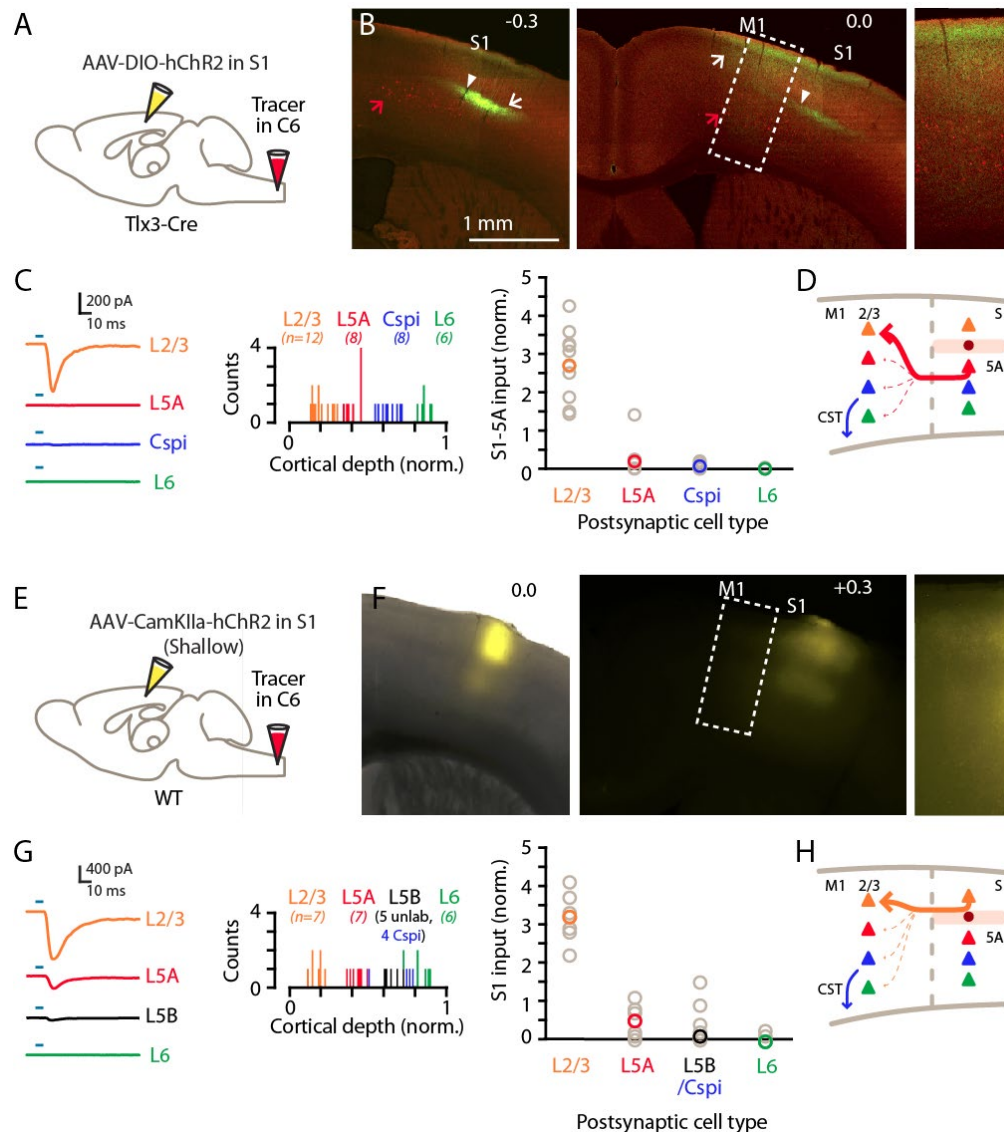 A
AAV-DIO-hChR2 in S1
Tracer
in C6
Tlx3-Cre
B
-0.3
S1
1 mm
0.0
M1
S1
C
200 pA
10 ms
L2/3
L5A
Cspi
L6
L2/3 L5A Cspi L6
(n=12) (8) (8) (6)
Counts
4
0
0 1
Cortical depth (norm.)
S1-5A input (norm.)
5
4
3
2
1
0
L2/3 L5A Cspi L6
Postsynaptic cell type
D
M1 2/3 S
5A
CST
E
AAV-CamKIIa-hChR2 in S1
(Shallow)
Tracer
in C6
WT
F
0.0
M1
S1
+0.3
G
400 pA
10 ms
L2/3
L5A
L5B
L6
L2/3 L5A L5B L6
(n=7) (7) (5 unlab, (6)
4 Cspi)
Counts
4
0
0 1
Cortical depth (norm.)
S1 input (norm.)
5
4
3
2
1
0
L2/3 L5A L5B L6
/Cspi
Postsynaptic cell type
H
M1 2/3 S
5A
CST